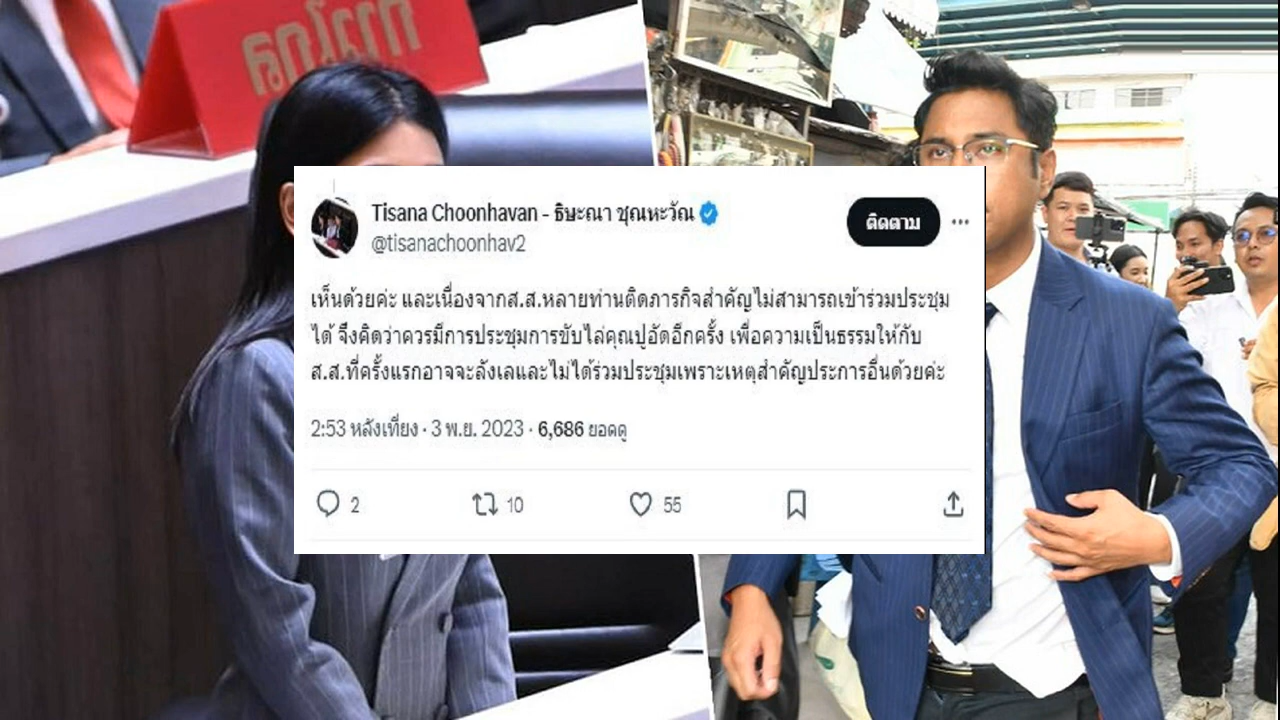 Tisana Choonhavan - ธิษะณา ชุณหะวัณ
@tisanachoonhav2
ติดตาม
เห็นด้วยค่ะ และเนื่องจากส.ส.หลายท่านติดภารกิจสำคัญไม่สามารถเข้าร่วมประชุม
ได้ จึงคิดว่าควรมีการประชุมการขับไล่คุณปูอัดอีกครั้ง เพื่อความเป็นธรรมให้กับ
ส.ส.ที่ครั้งแรกอาจจะลังเลและไม่ได้ร่วมประชุมเพราะเหตุสำคัญประการอื่นด้วยค่ะ
2:53 หลังเที่ยง · 3 พ.ย. 2023 · 6,686 ยอดดู
2 10 55